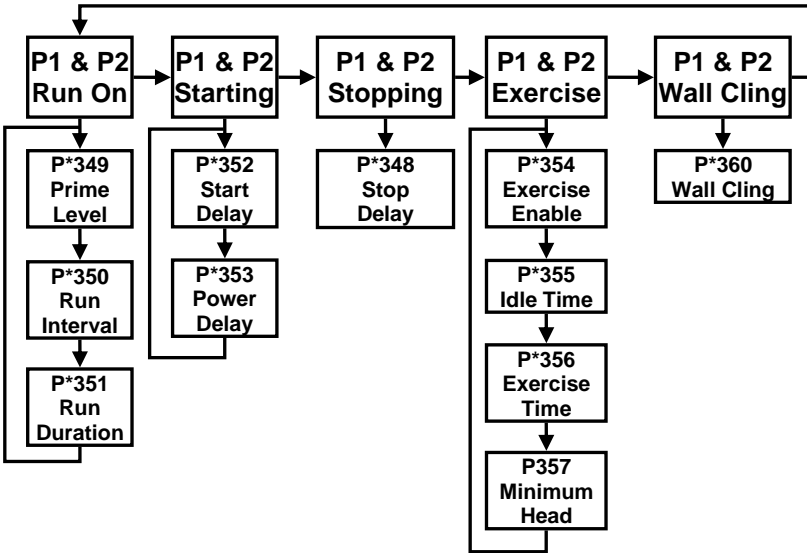 P1 & P2
Run On
P1 & P2
Starting
P1 & P2
Stopping
P1 & P2
Exercise
P1 & P2
Wall Cling
P*349
Prime
Level
P*350
Run
Interval
P*351
Run
Duration
P*352
Start
Delay
P*353
Power
Delay
P*348
Stop
Delay
P*354
Exercise
Enable
P*355
Idle Time
P*356
Exercise
Time
P357
Minimum
Head
P*360
Wall Cling